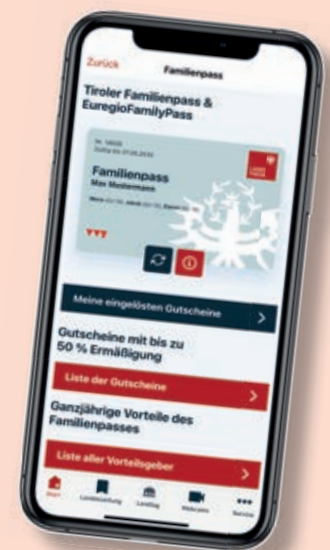 Zurück
Familienpass
Tiroler Familienpass &
EuregioFamilyPass
Familienpass
Max Mustermann
Meine eingelösten Gutscheine
Gutscheine mit bis zu
50 % Ermäßigung
Liste der Gutscheine
Ganzjährige Vorteile des
Familienpasses
Liste aller Vorteilsgeber
Start
Landtag
Webcams
Service